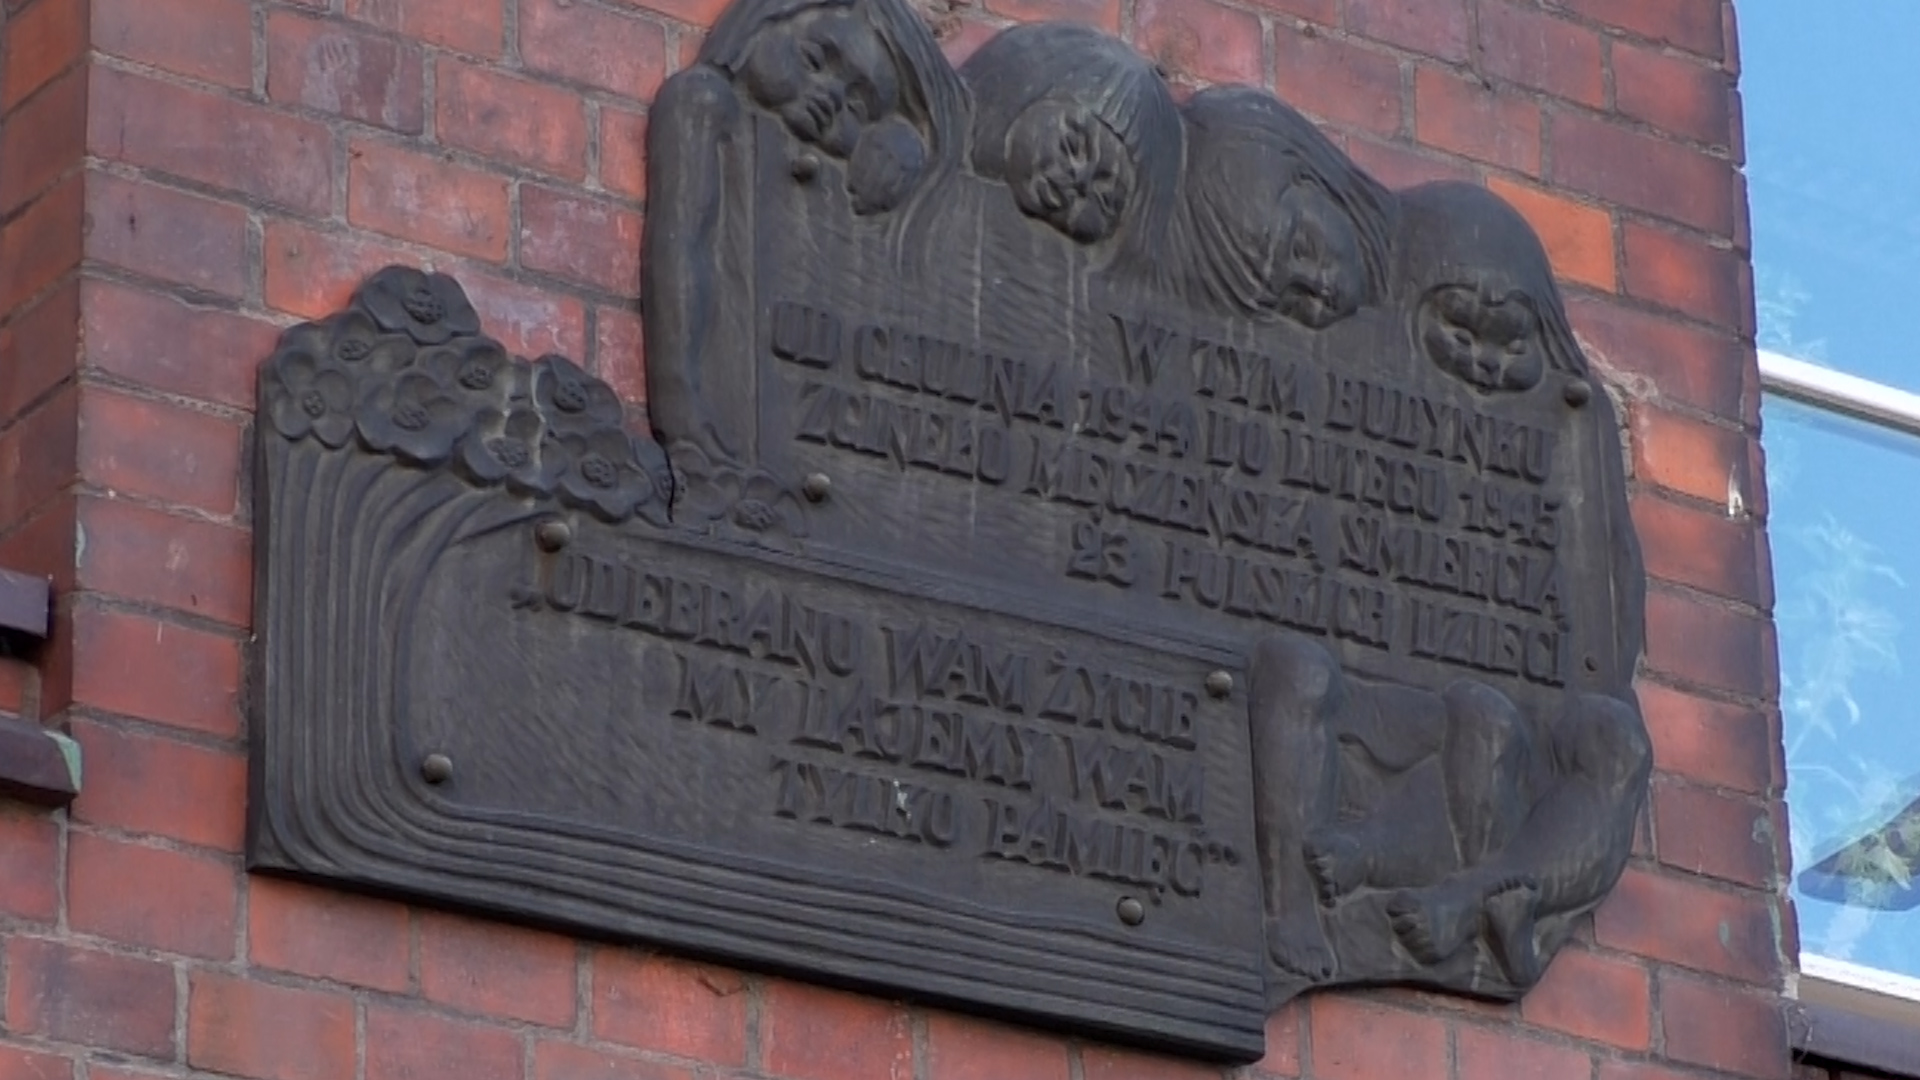 W TYM BUDYNKU
OD GRUDNIA 1944 DO LUTEGO 1945
ZGINĘŁO MĘCZEŃSKĄ ŚMIERCIĄ
23 POLSKICH DZIECI
„ODEBRANO WAM ŻYCIE
MY DAJEMY WAM
TYLKO PAMIĘĆ”